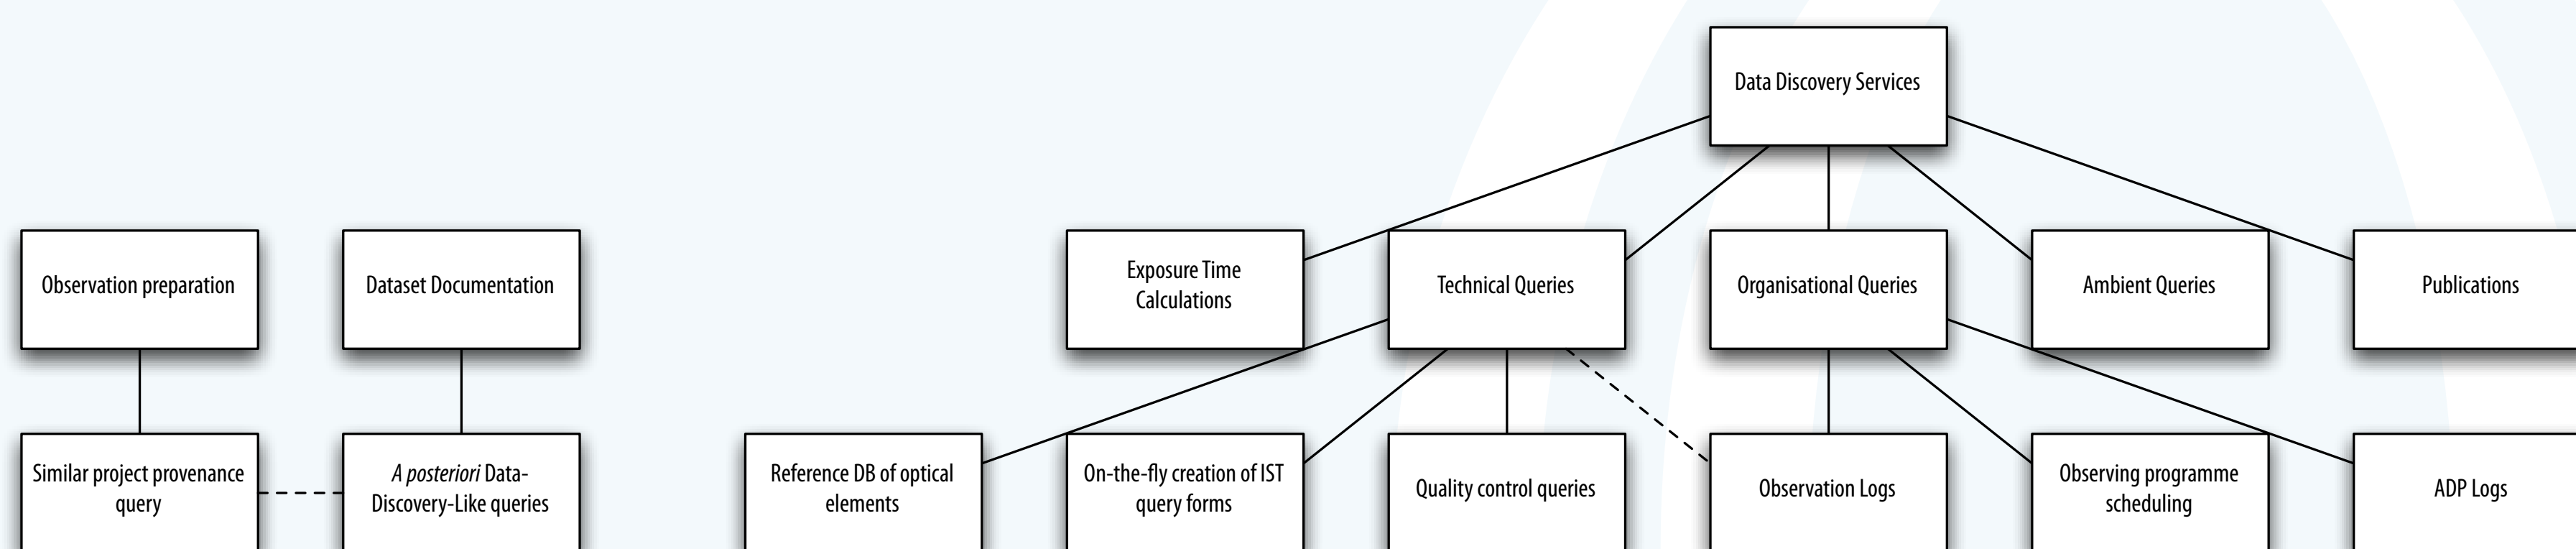 Data Discovery Services
Observation preparation
Dataset Documentation
Exposure Time
Calculations
Technical Queries
Organisational Queries
Ambient Queries
Publications
Similar project provenance
query
A posteriori Data-
Discovery-Like queries
Reference DB of optical
elements
On-the-fly creation of IST
query forms
Quality control queries
Observation Logs
Observing programme
scheduling
ADP Logs